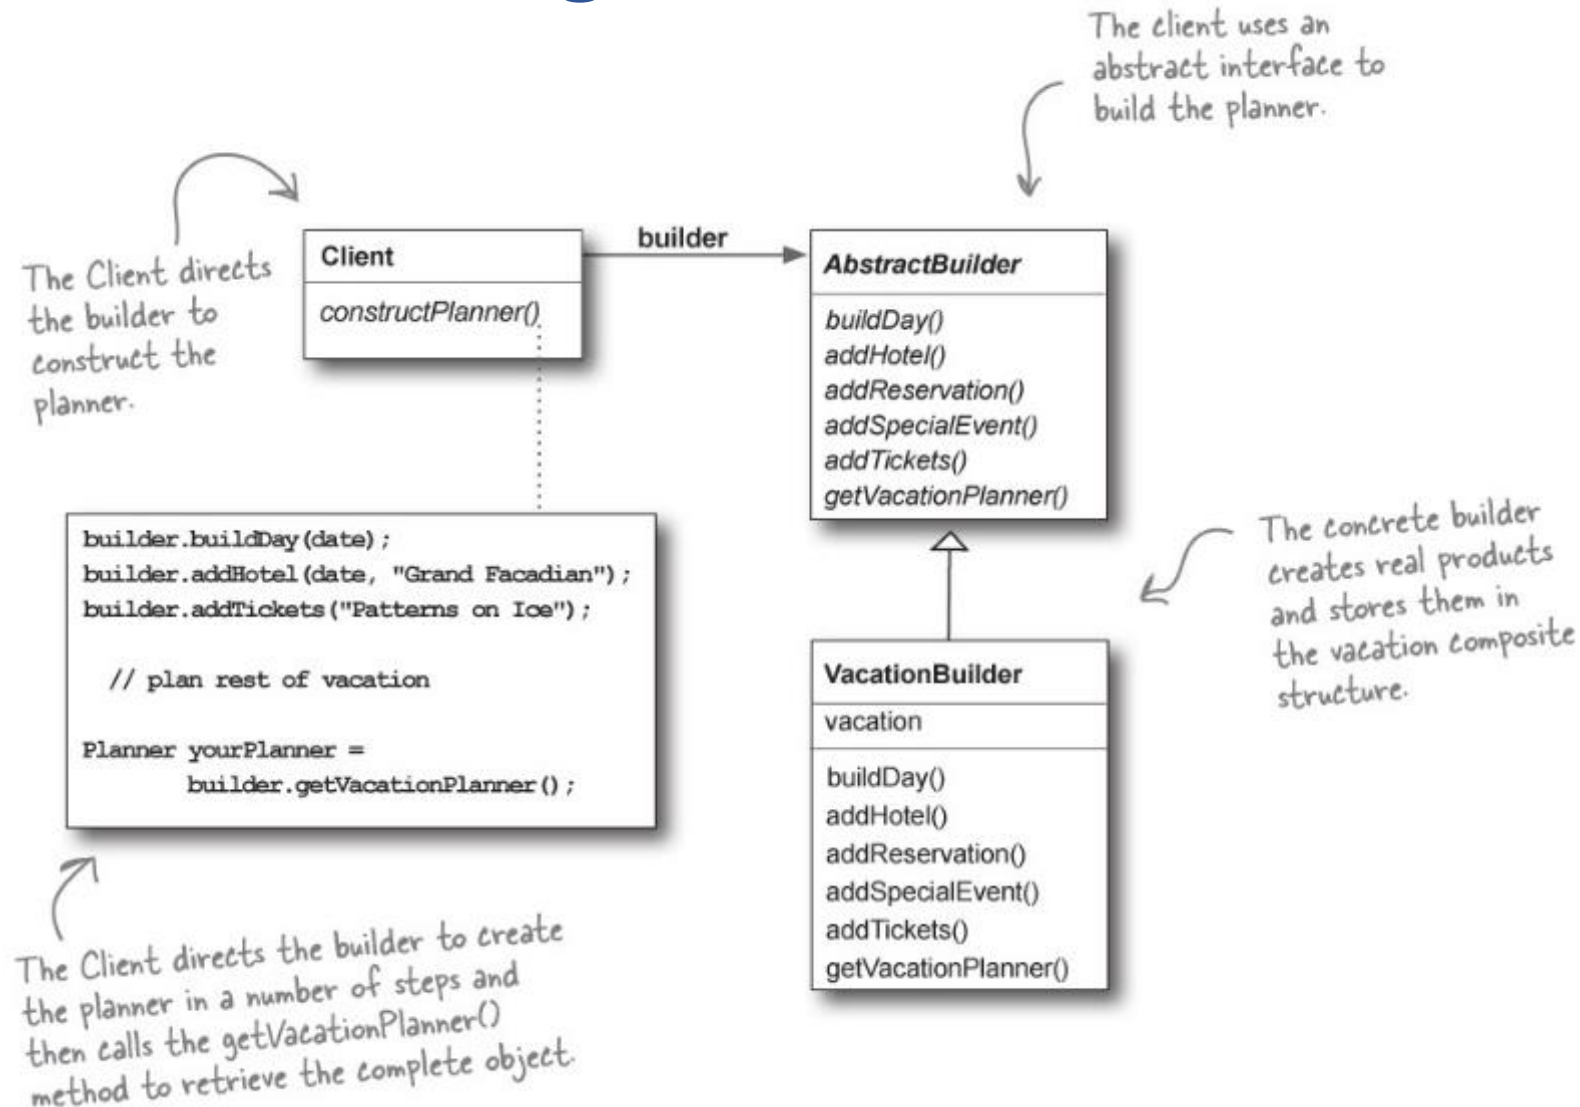 The client uses an
abstract interface to
build the planner.
The Client directs
the builder to
construct the
planner.
Client
constructPlanner()
builder
AbstractBuilder
buildDay()
addHotel()
addReservation()
addSpecialEvent()
addTickets()
getVacationPlanner()
builder.buildDay(date);
builder.addHotel(date, "Grand Facadian");
builder.addTickets("Patterns on Ice");
// plan rest of vacation
Planner yourPlanner =
builder.getVacationPlanner();
The concrete builder
creates real products
and stores them in
the vacation composite
structure.
VacationBuilder
vacation
buildDay()
addHotel()
addReservation()
addSpecialEvent()
addTickets()
getVacationPlanner()
The Client directs the builder to create
the planner in a number of steps and
then calls the getVacationPlanner()
method to retrieve the complete object.